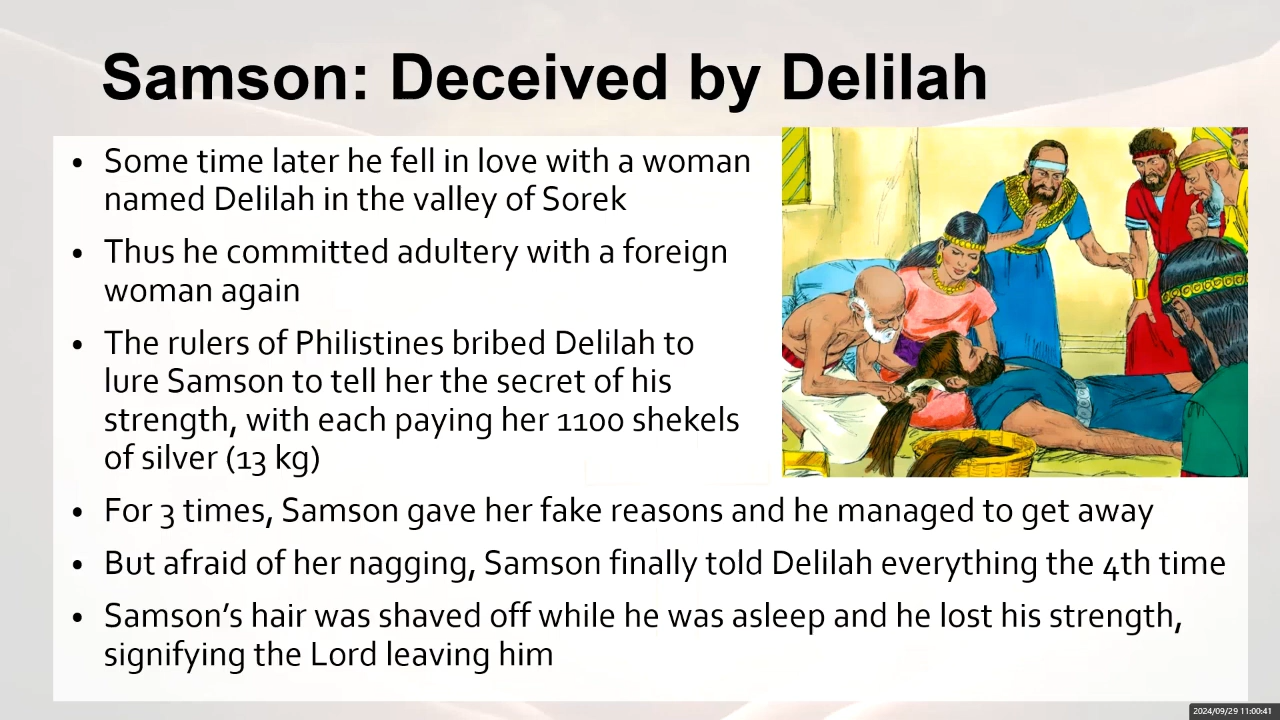 Samson: Deceived by Delilah
• Some time later he fell in love with a woman
named Delilah in the valley of Sorek
• Thus he committed adultery with a foreign
woman again
• The rulers of Philistines bribed Delilah to
lure Samson to tell her the secret of his
strength, with each paying her 1100 shekels
of silver (13 kg)
• For 3 times, Samson gave her fake reasons and he managed to get away
• But afraid of her nagging, Samson finally told Delilah everything the 4th time
• Samson’s hair was shaved off while he was asleep and he lost his strength,
signifying the Lord leaving him
2024/09/29 11:00:41